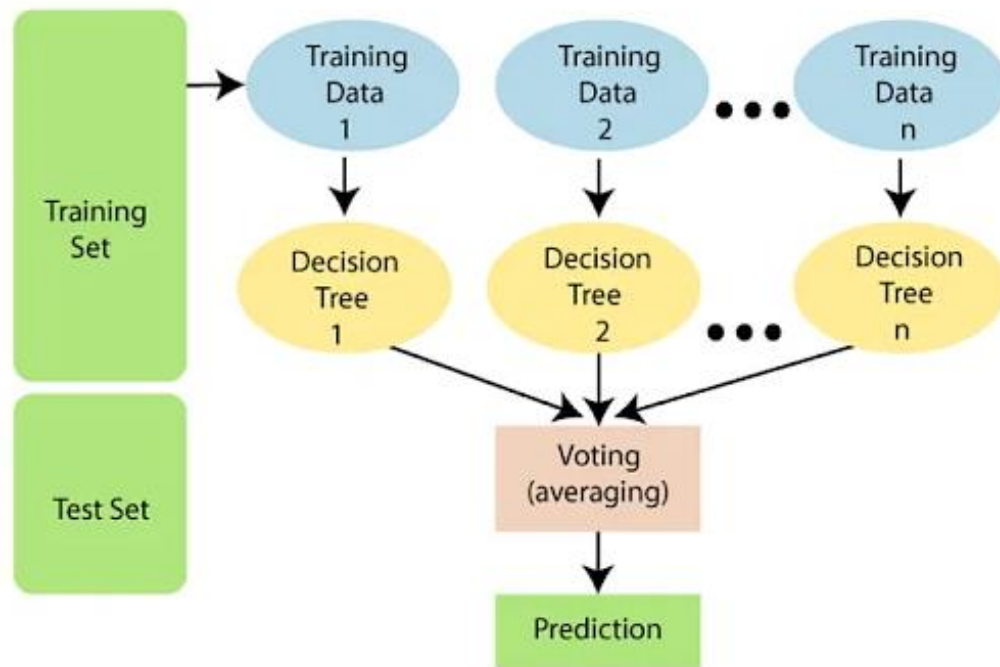 Training
Set
Test Set
Training
Data
1
Training
Data
2
Training
Data
n
Decision
Tree
1
Decision
Tree
2
Decision
Tree
n
Voting
(averaging)
Prediction